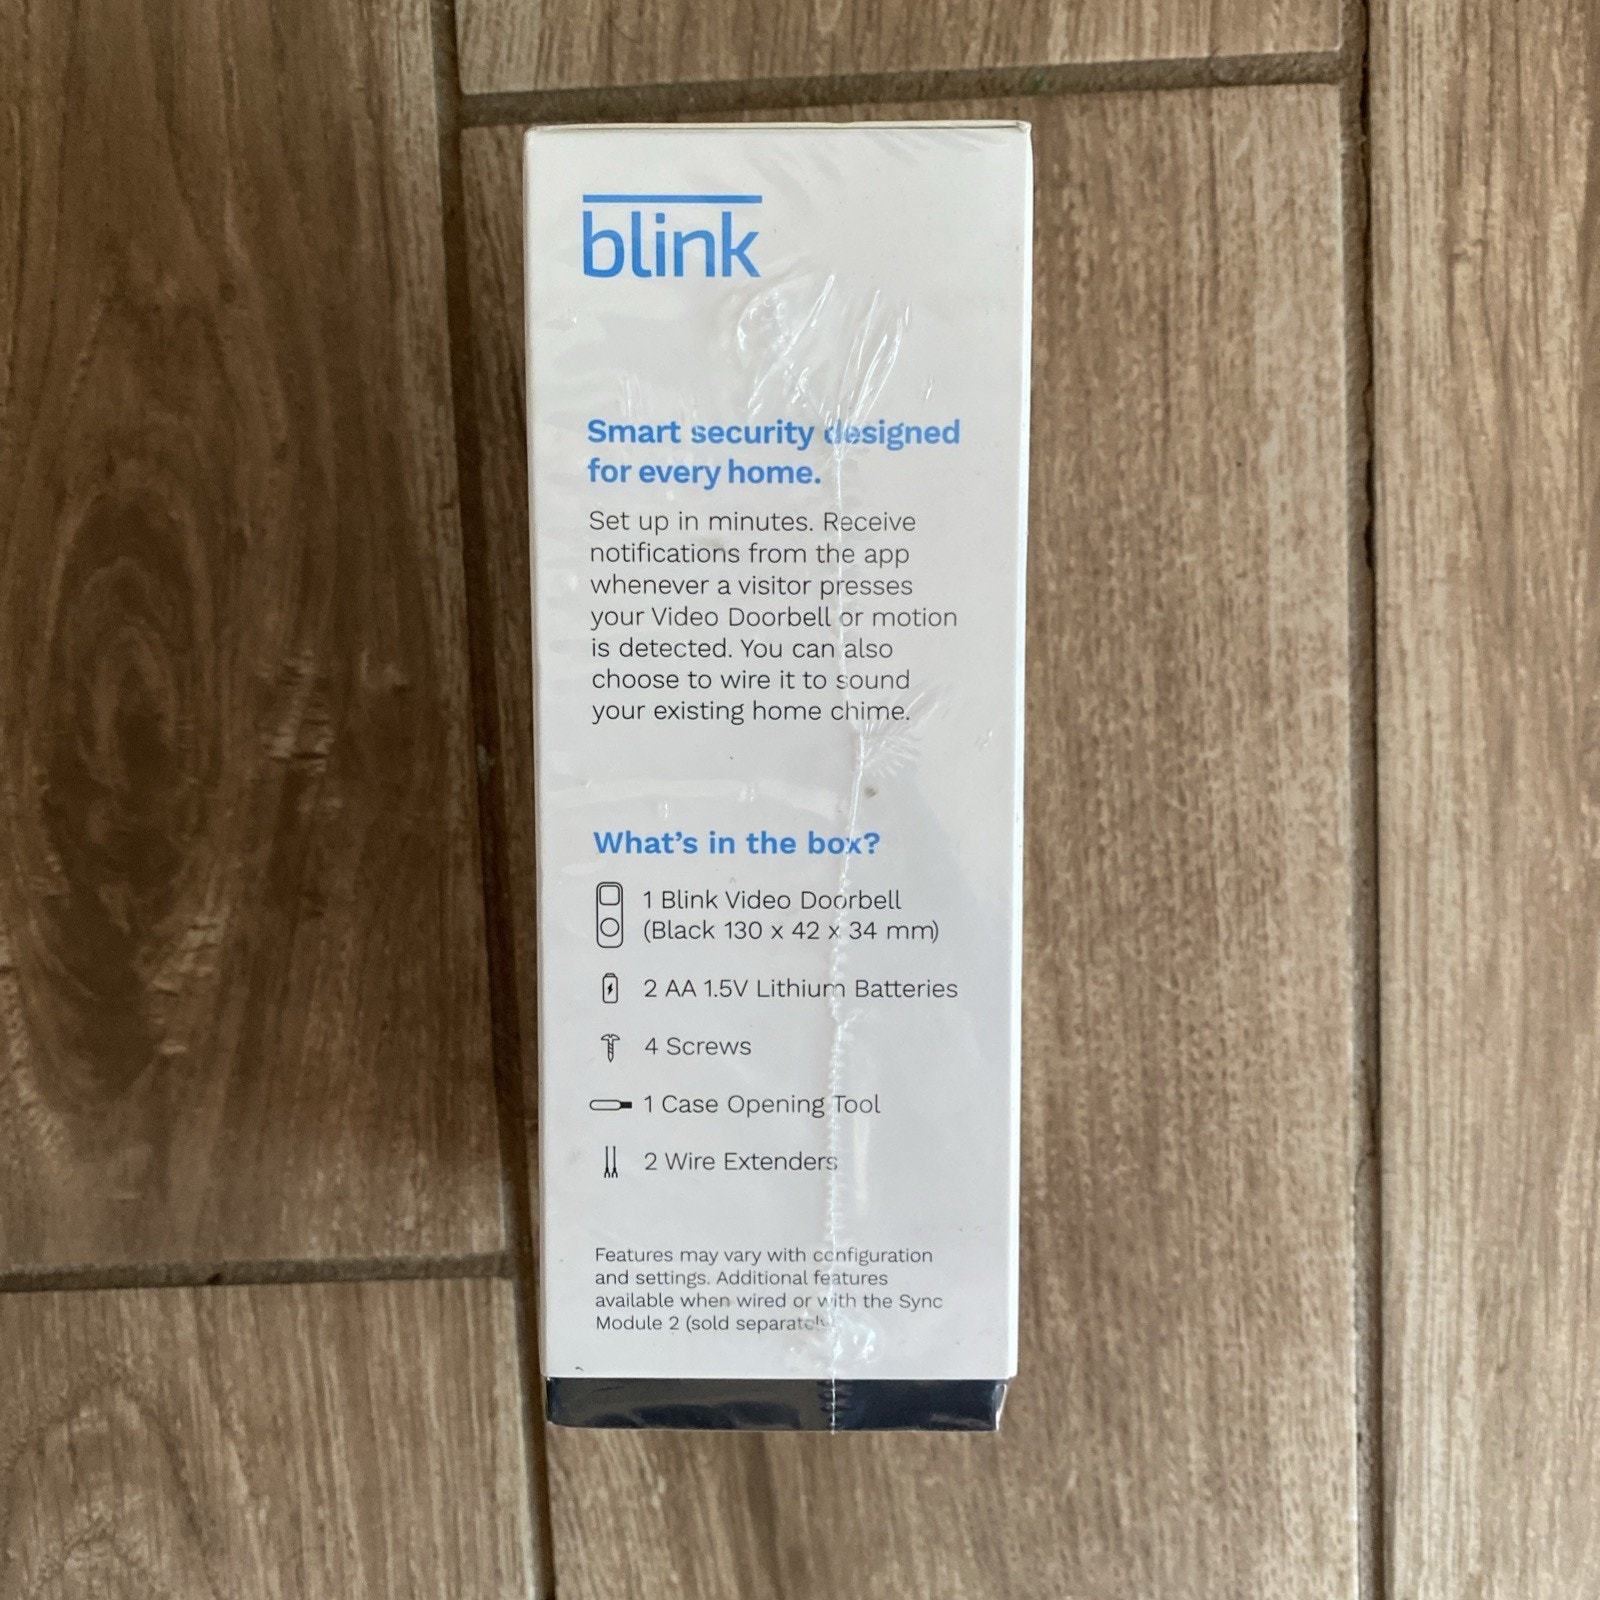 blink
Smart security designed
for every home.
Set up in minutes. Receive
notifications from the app
whenever a visitor presses
your Video Doorbell or motion
is detected. You can also
choose to wire it to sound
your existing home chime.
What's in the box?
1 Blink Video Doorbell
(Black 130 x 42 x 34 mm)
2 AA 1.5V Lithium Batteries
4 Screws
1 Case Opening Tool
2 Wire Extenders
Features may vary with configuration
and settings. Additional features
available when wired or with the Sync
Module 2 (sold separately